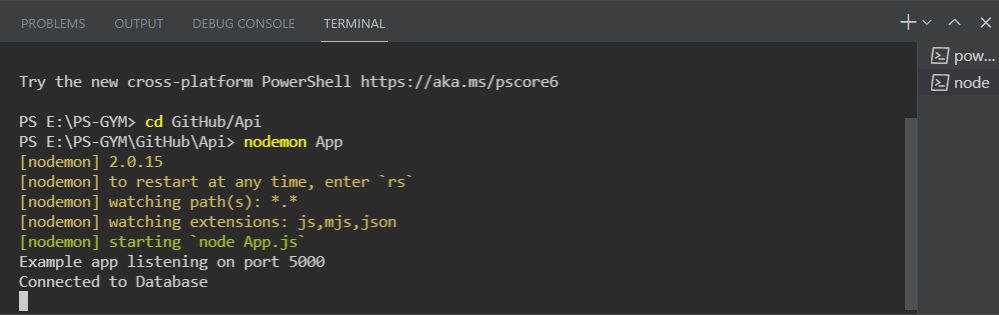 PROBLEMS OUTPUT DEBUG CONSOLE TERMINAL
Try the new cross-platform PowerShell https://aka.ms/pscore6
PS E:\PS-GYM> cd GitHub/Api
PS E:\PS-GYM\GitHub\Api> nodemon App
[nodemon] 2.0.15
[nodemon] to restart at any time, enter `rs`
[nodemon] watching path(s): *.*
[nodemon] watching extensions: js,mjs,json
[nodemon] starting `node App.js`
Example app listening on port 5000
Connected to Database
pow...
node